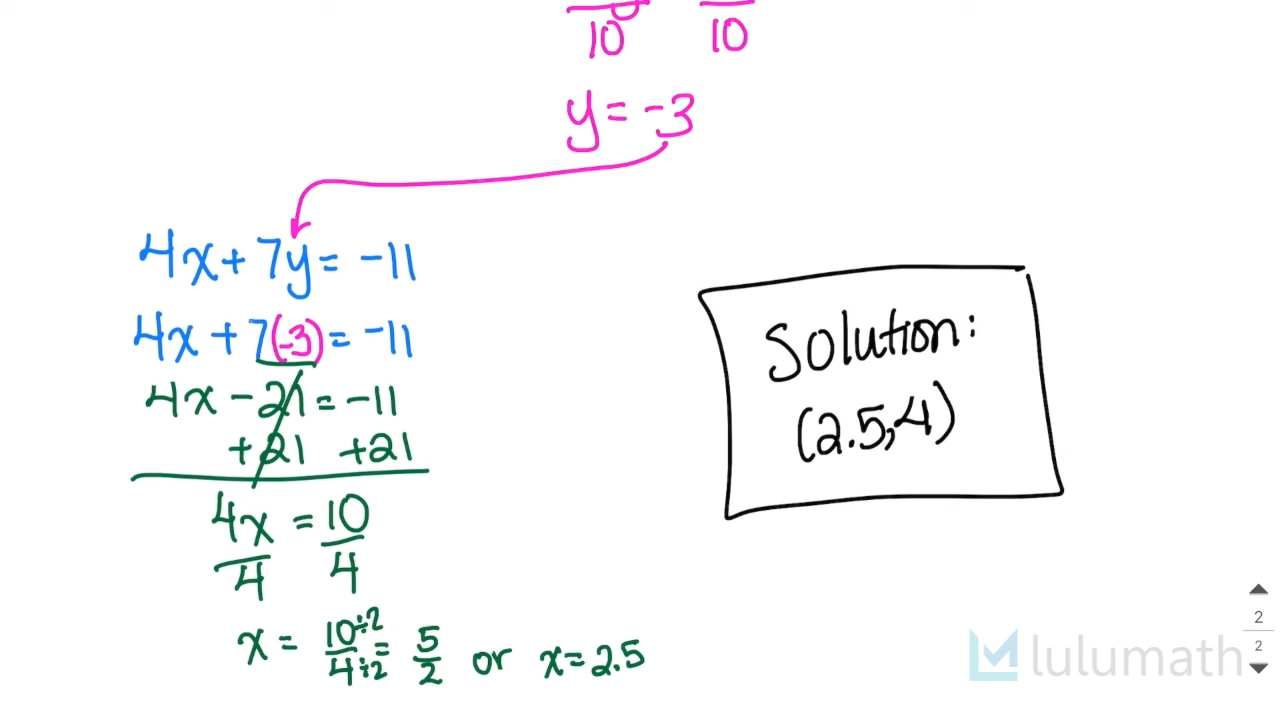 10 10
y = -3
4x + 7y = -11
4x + 7(-3) = -11
4x - 21 = -11
+21 +21
4x/4 = 10/4
x = 10÷2/4÷2 = 5/2 or x = 2.5
Solution:
(2.5,4)
2
2
lulumath